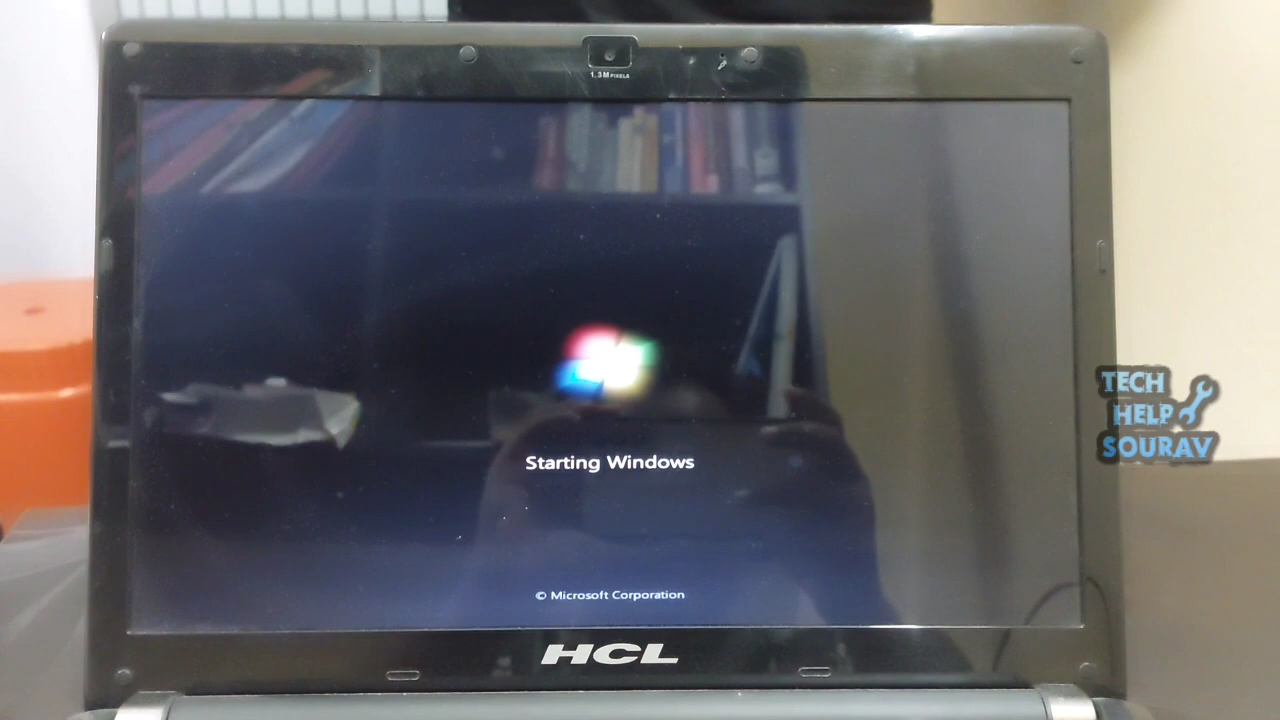 1.3M PIXELS
Starting Windows
© Microsoft Corporation
HCL
TECH
HELP
SOURAV